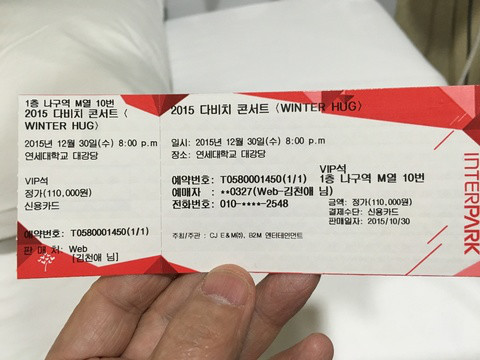 1층 나구역 M열 10번
2015 다비치 콘서트 〈
WINTER HUG〉
2015년 12월 30일(수) 8:00 p.m
연세대학교 대강당
VIP석
정가(110,000원)
신용카드
예약번호: T0580001450(1/1)
판 매 처: Web
[김천애 님]
2015 다비치 콘서트 〈WINTER HUG〉
일시: 2015년 12월 30일(수) 8:00 p.m
장소: 연세대학교 대강당
VIP석
예약번호: T0580001450(1/1) 1층 나구역 M열 10번
예매자 : **0327(Web-김천애 님)
전화번호: 010-****-2548
금액: 정가(110,000원)
결제수단: 신용카드
판매일자: 2015/10/30
주최/주관 : CJ E&M㈜, B2M 엔터테인먼트
INTERPARK